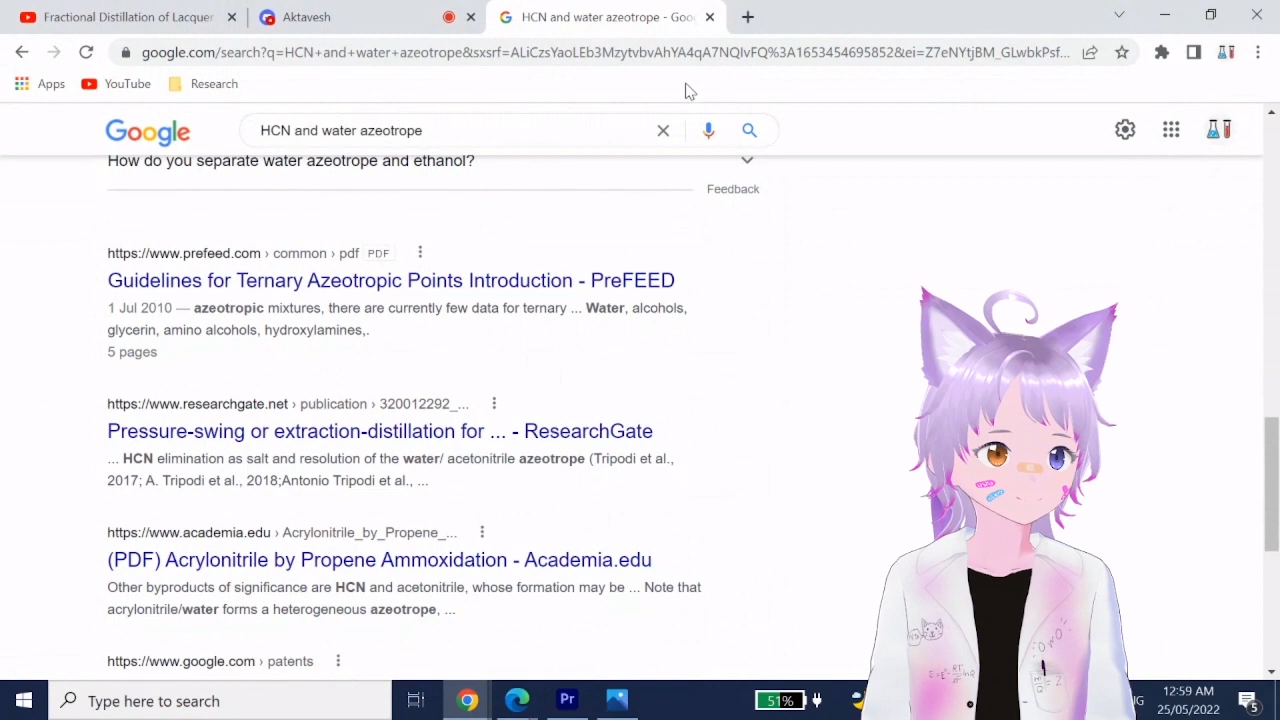 Fractional Distillation of Lacquer
Aktavesh
HCN and water azeotrope - Goo
google.com/search?q=HCN+and+water+azeotrope&sxsrf=ALiCzsYaoLEb3MzytvbvAhYA4qA7NQIvFQ%3A1653454695852&ei=Z7eNYtjBM_GLwbkPsf...
Apps
YouTube
Research
Google
HCN and water azeotrope
How do you separate water azeotrope and ethanol?
Feedback
https://www.prefeed.com › common › pdf PDF
Guidelines for Ternary Azeotropic Points Introduction - PreFEED
1 Jul 2010 — azeotropic mixtures, there are currently few data for ternary ... Water, alcohols,
glycerin, amino alcohols, hydroxylamines,.
5 pages
https://www.researchgate.net › publication › 320012292_...
Pressure-swing or extraction-distillation for ... - ResearchGate
... HCN elimination as salt and resolution of the water/ acetonitrile azeotrope (Tripodi et al.,
2017; A. Tripodi et al., 2018;Antonio Tripodi et al., ...
https://www.academia.edu › Acrylonitrile_by_Propene_...
(PDF) Acrylonitrile by Propene Ammoxidation - Academia.edu
Other byproducts of significance are HCN and acetonitrile, whose formation may be ... Note that
acrylonitrile/water forms a heterogeneous azeotrope, ...
https://www.google.com › patents
Type here to search
Pr
51%
NG
12:59 AM
25/05/2022
5